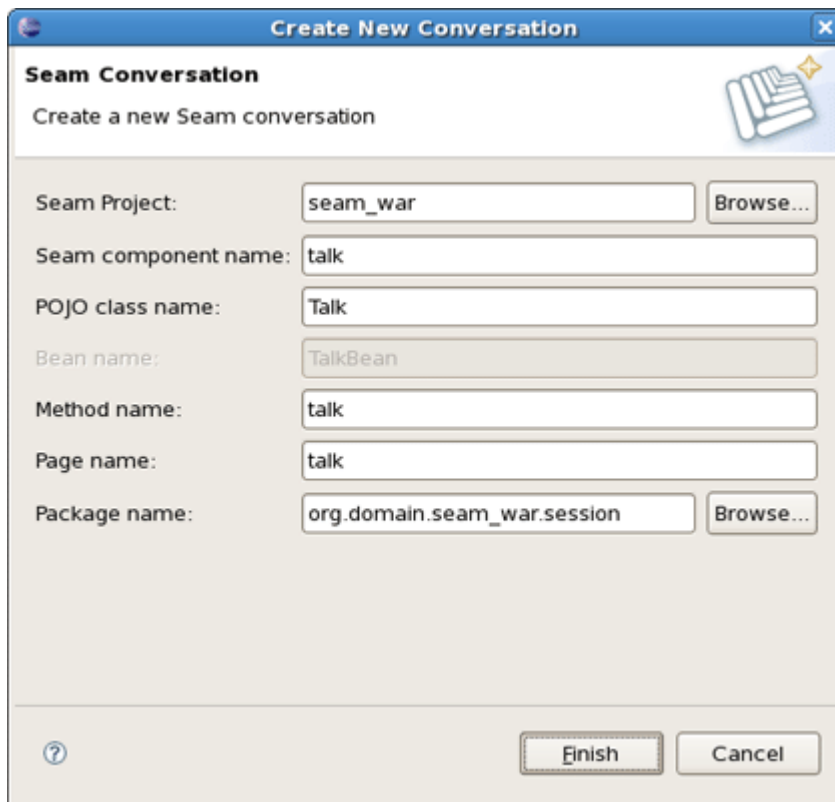 Create New Conversation
Seam Conversation
Create a new Seam conversation
Seam Project: seam_war Browse...
Seam component name: talk
POJO class name: Talk
Bean name: TalkBean
Method name: talk
Page name: talk
Package name: org.domain.seam_war.session Browse...
Finish Cancel